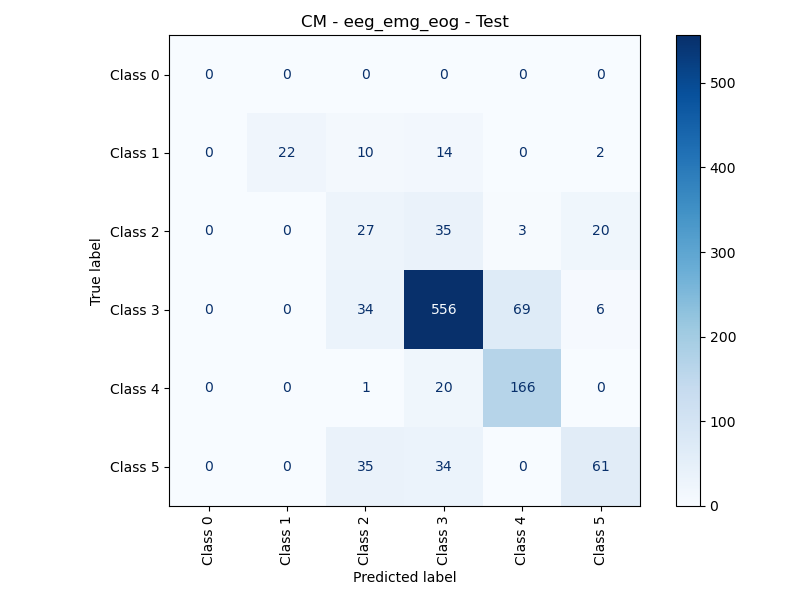 CM - eeg_emg_eog - Test
Class 0 0 0 0 0 0 0
Class 1 0 22 10 14 0 2
Class 2 0 0 27 35 3 20
Class 3 0 0 34 556 69 6
Class 4 0 0 1 20 166 0
Class 5 0 0 35 34 0 61
True label
Class 0 Class 1 Class 2 Class 3 Class 4 Class 5
Predicted label
500
400
300
200
100
0